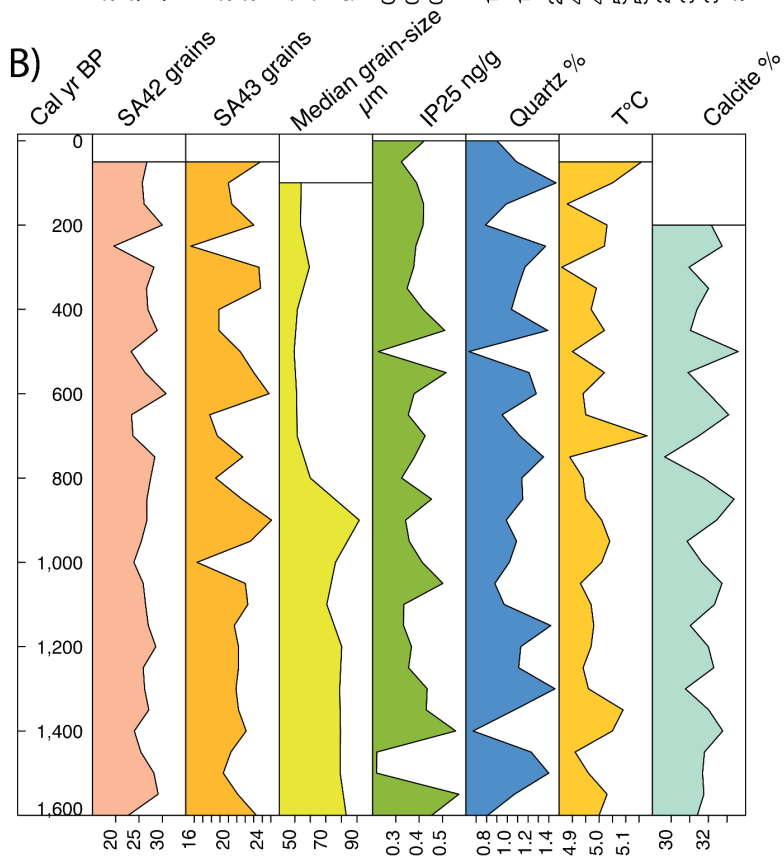 B)
Cal yr BP
SA42 grains
SA43 grains
Median grain-size
µm
IP25 ng/g
Quartz %
T°C
Calcite %
0
200
400
600
800
1,000
1,200
1,400
1,600
20 25 30 16 20 24 50 70 90 0.3 0.4 0.5 0.8 1.0 1.2 1.4 4.9 5.0 5.1 30 32